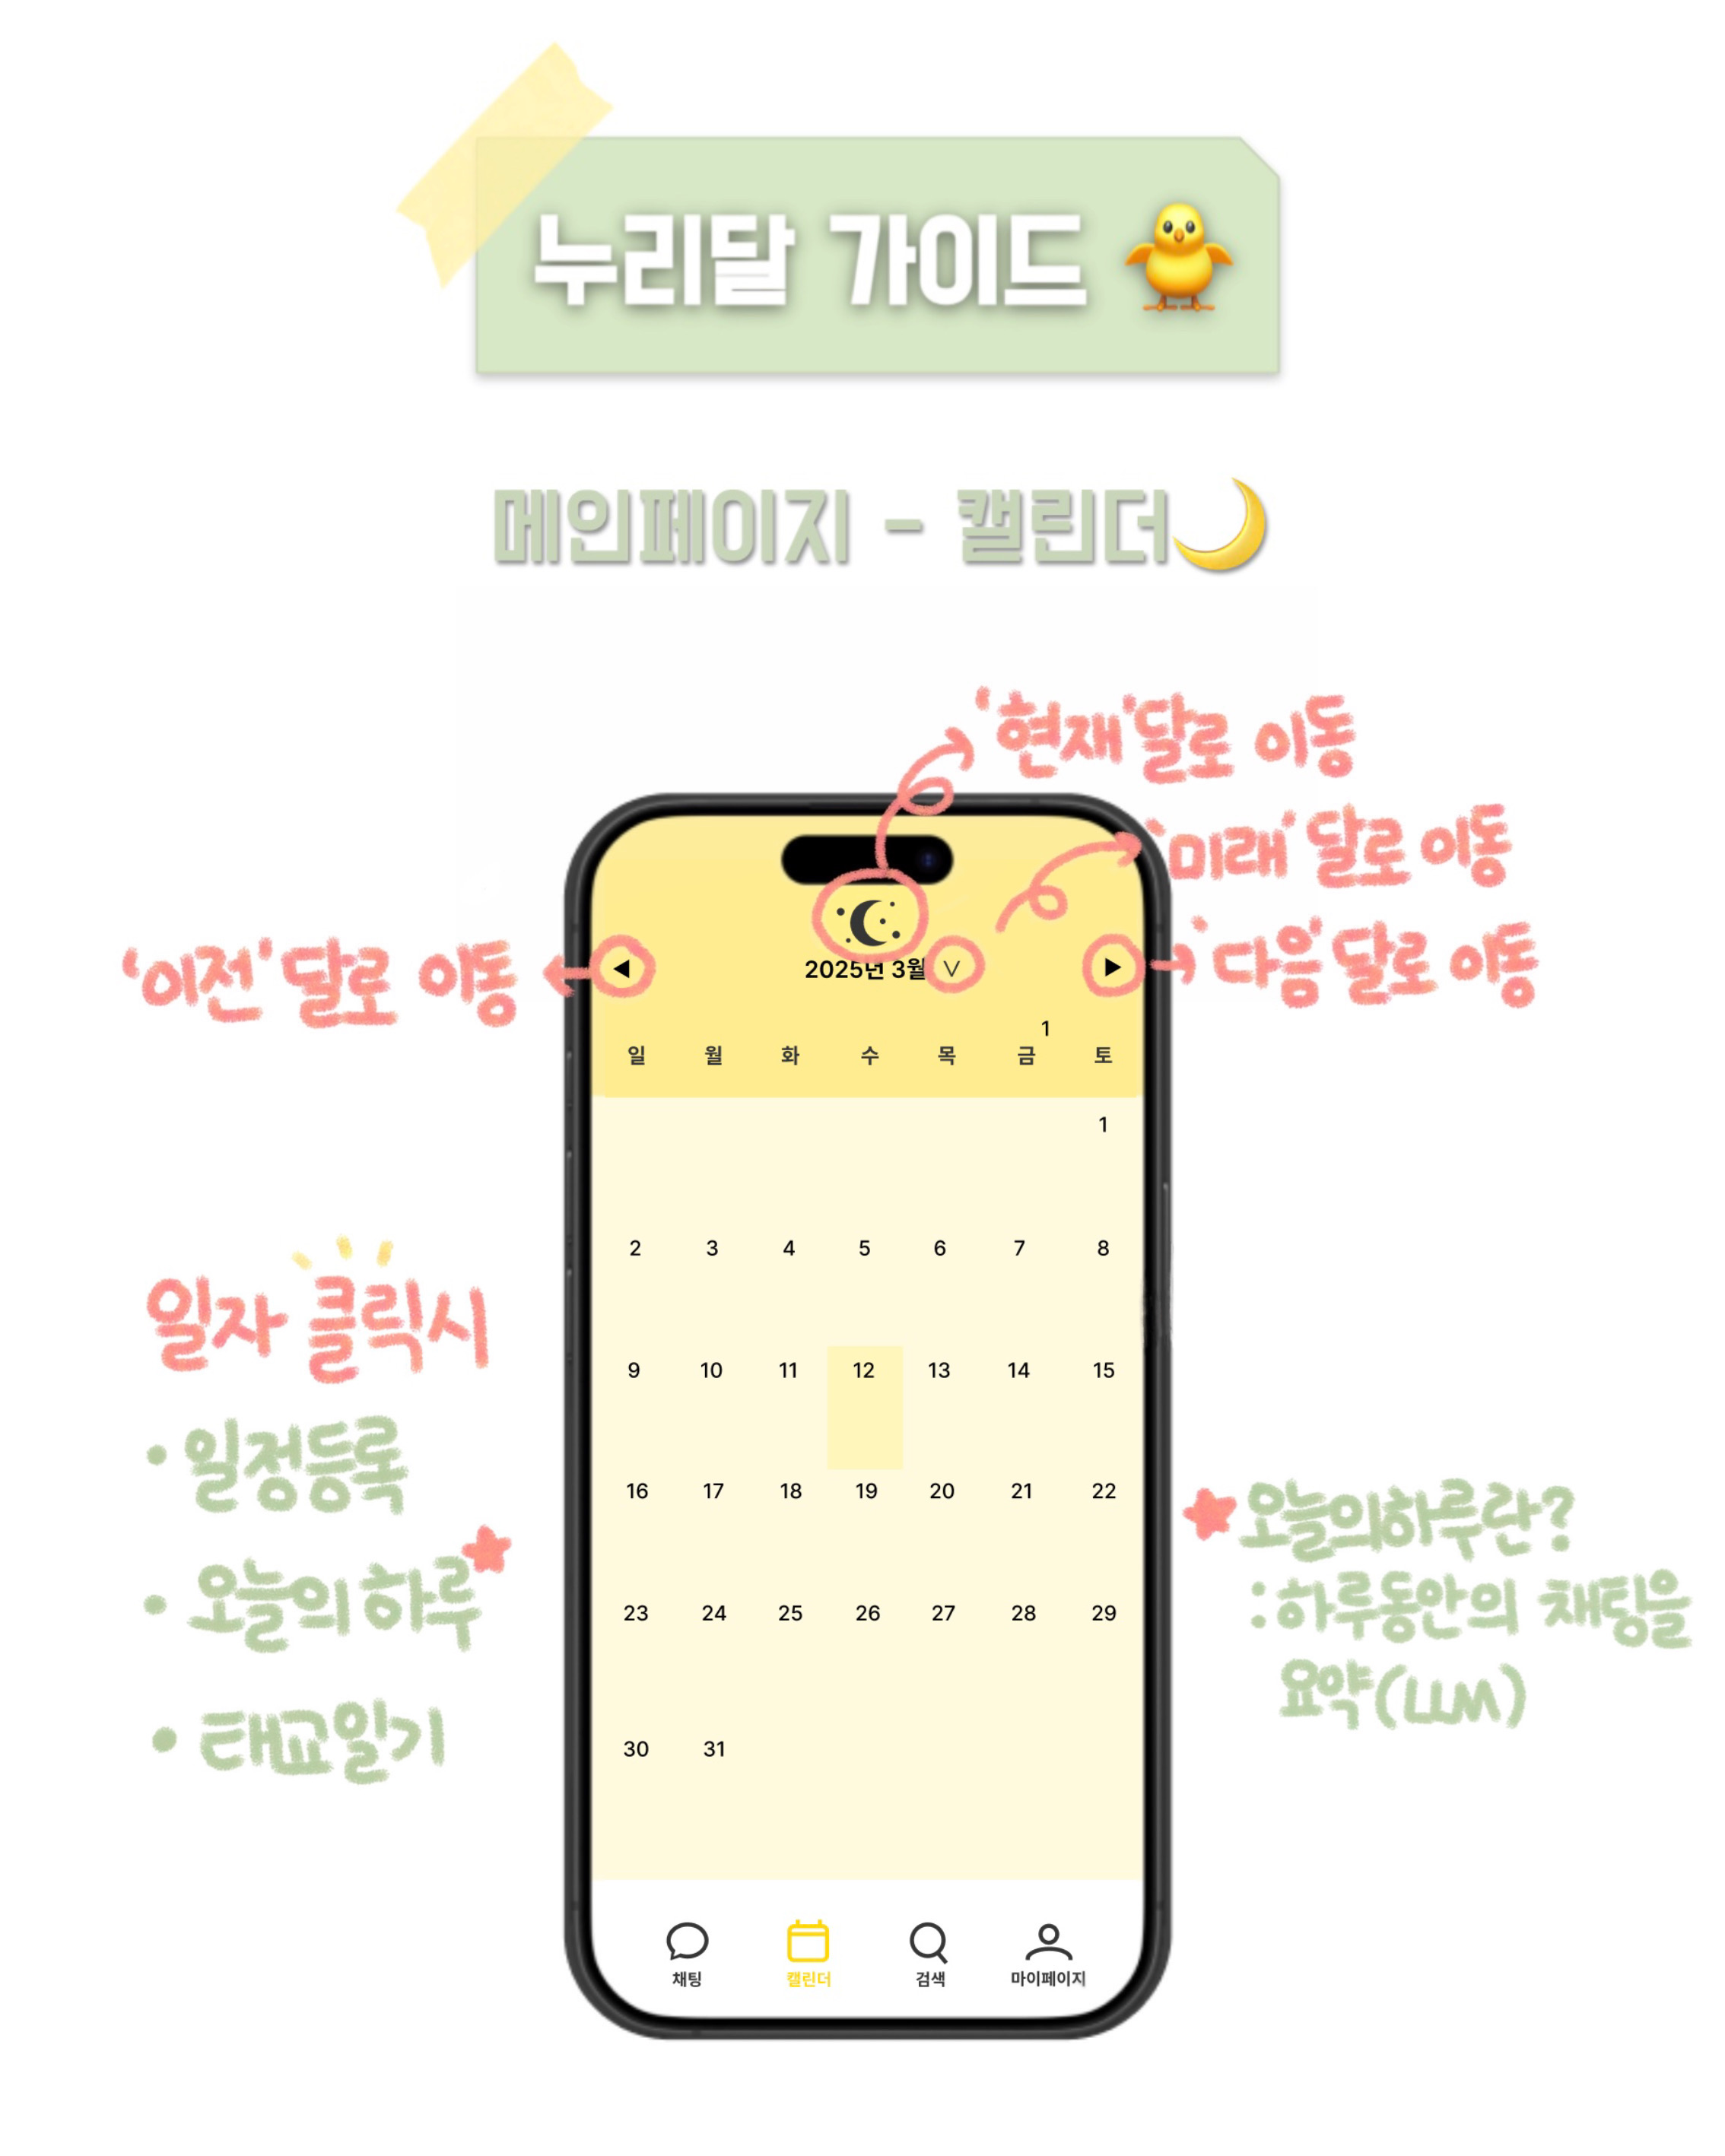 누리달 가이드
메인페이지 - 캘린더
'현재'달로 이동
'미래'달로 이동
'이전'달로 이동
2025년 3월
'다음'달로 이동
1
일 월 화 수 목 금 토
1
2 3 4 5 6 7 8
일자 클릭시
9 10 11 12 13 14 15
• 일정등록
16 17 18 19 20 21 22
• 오늘의 하루
오늘의하루란?
: 하루동안의 채팅을
요약(LLM)
23 24 25 26 27 28 29
• 태교일기
30 31
채팅 캘린더 검색 마이페이지